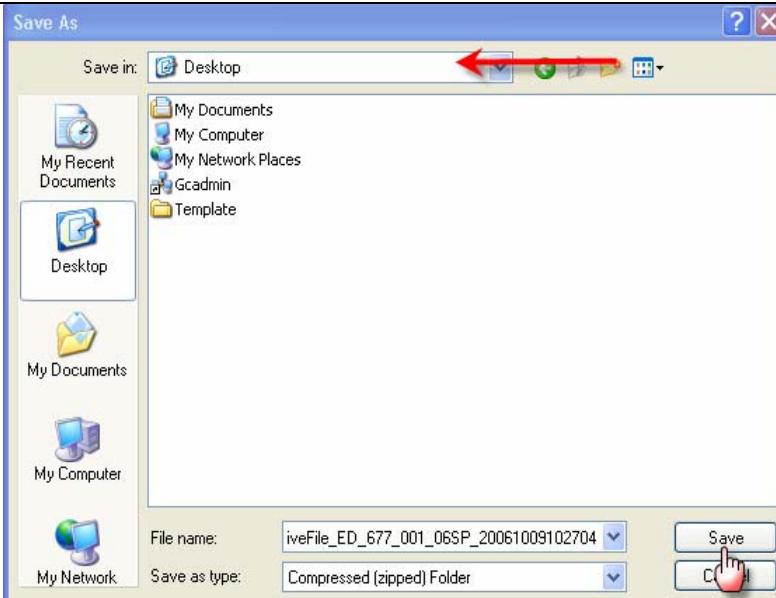 Save As
Save in: Desktop
My Documents
My Computer
My Network Places
Gcadmin
Template
My Recent
Documents
Desktop
My Documents
My Computer
My Network
File name: iveFile_ED_677_001_06SP_20061009102704
Save
Save as type: Compressed (zipped) Folder